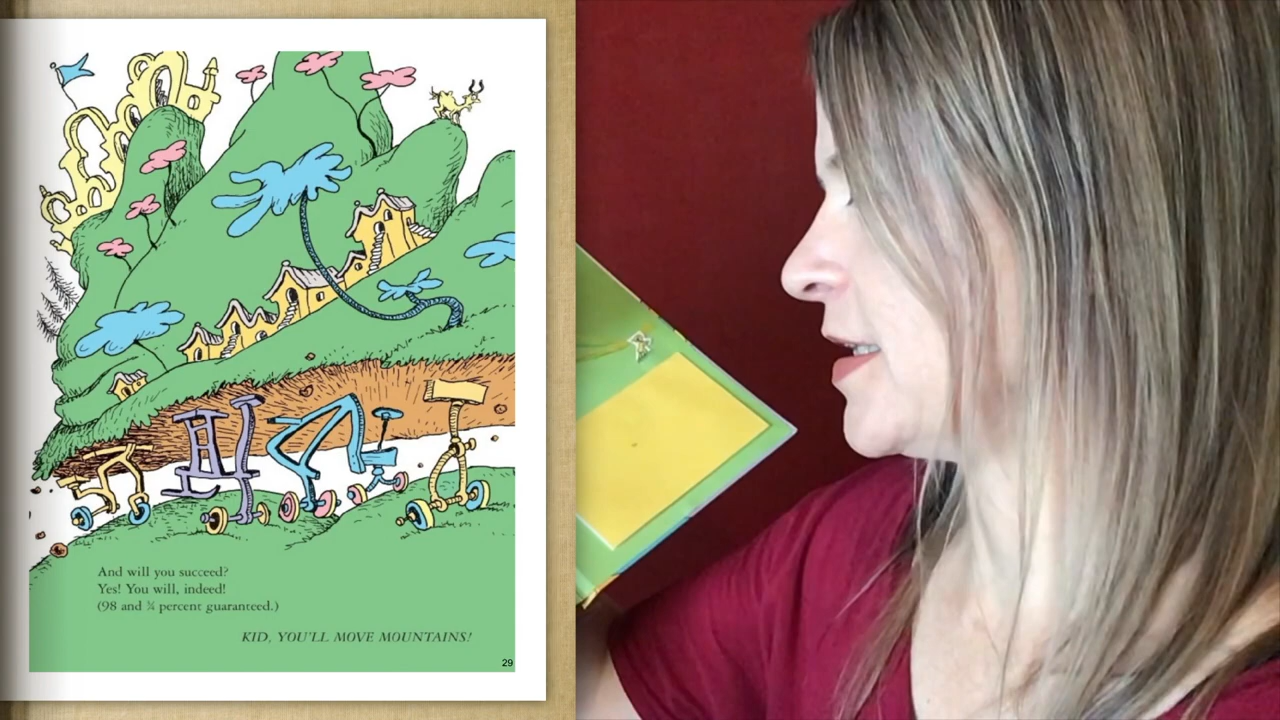 And will you succeed?
Yes! You will, indeed!
(98 and ¾ percent guaranteed.)
KID, YOU'LL MOVE MOUNTAINS!
29